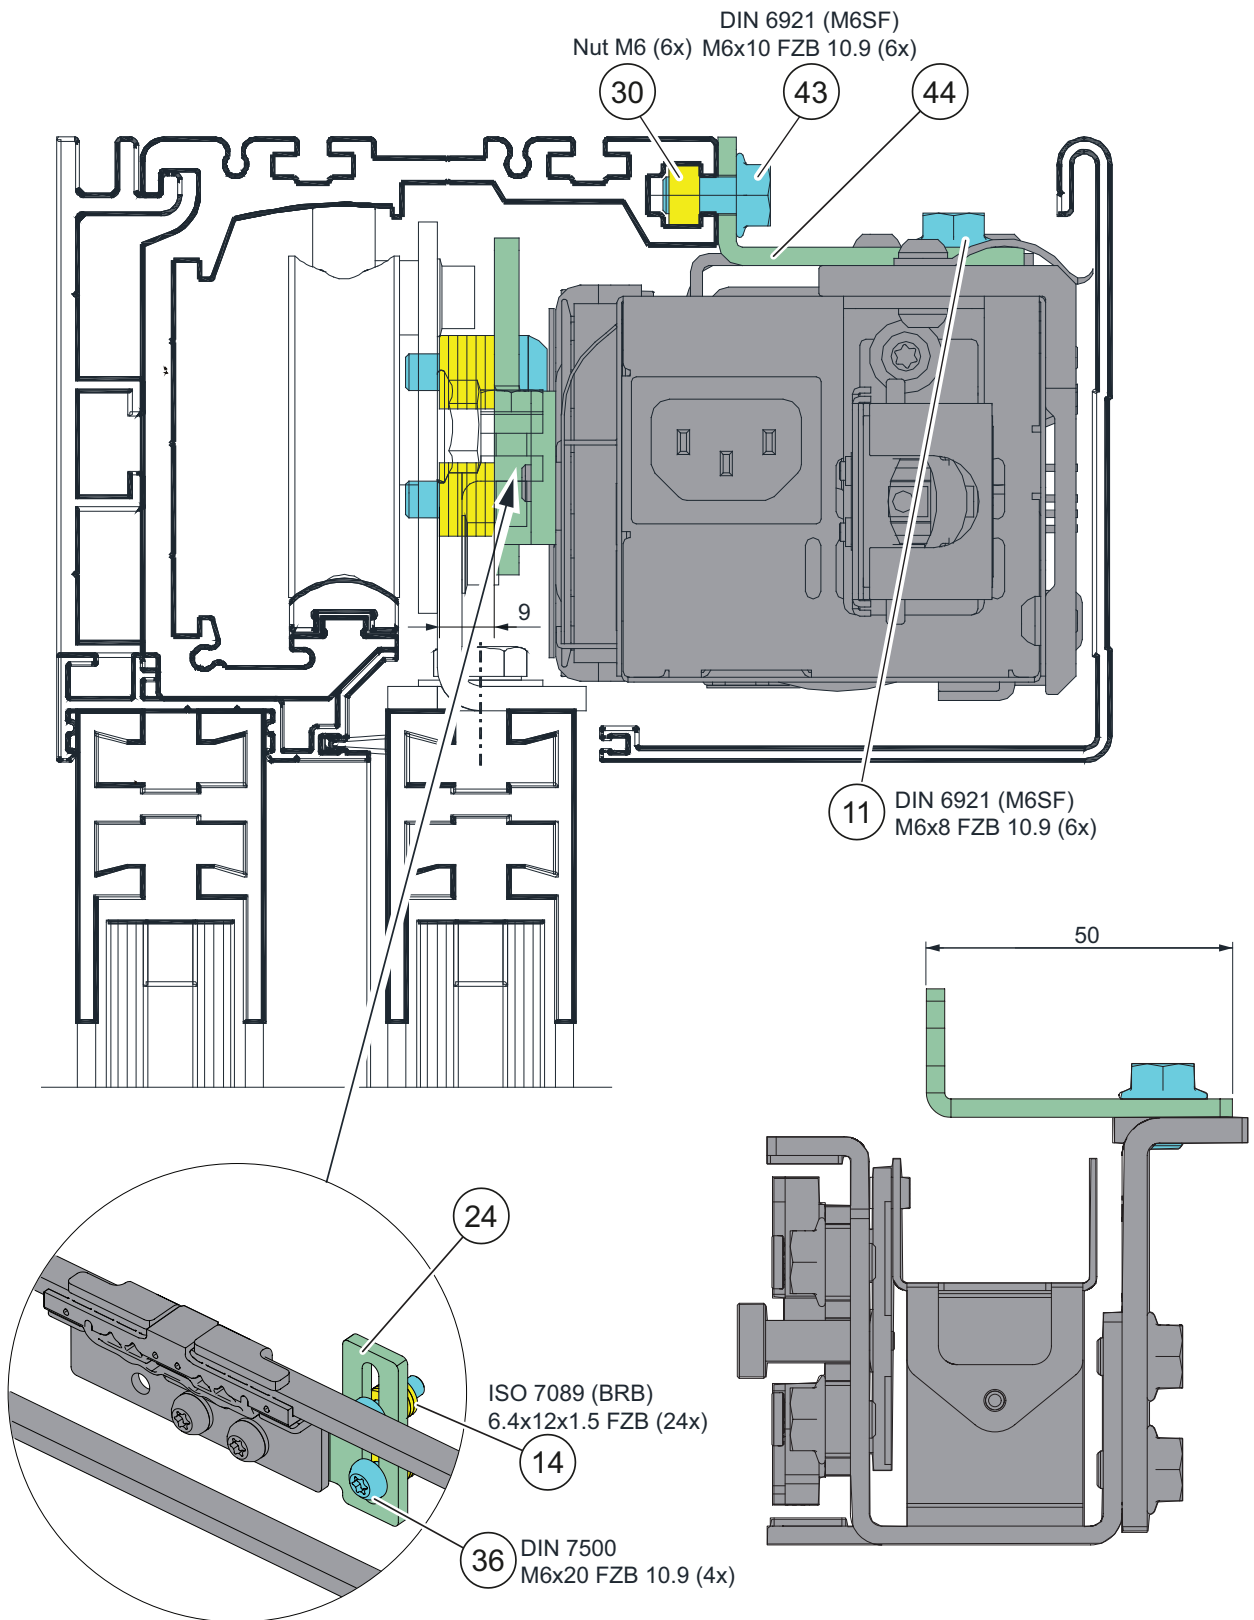 DIN 6921 (M6SF)
Nut M6 (6x) M6x10 FZB 10.9 (6x)
30 43 44
9
11 DIN 6921 (M6SF)
M6x8 FZB 10.9 (6x)
50
24
ISO 7089 (BRB)
6.4x12x1.5 FZB (24x)
14
36 DIN 7500
M6x20 FZB 10.9 (4x)